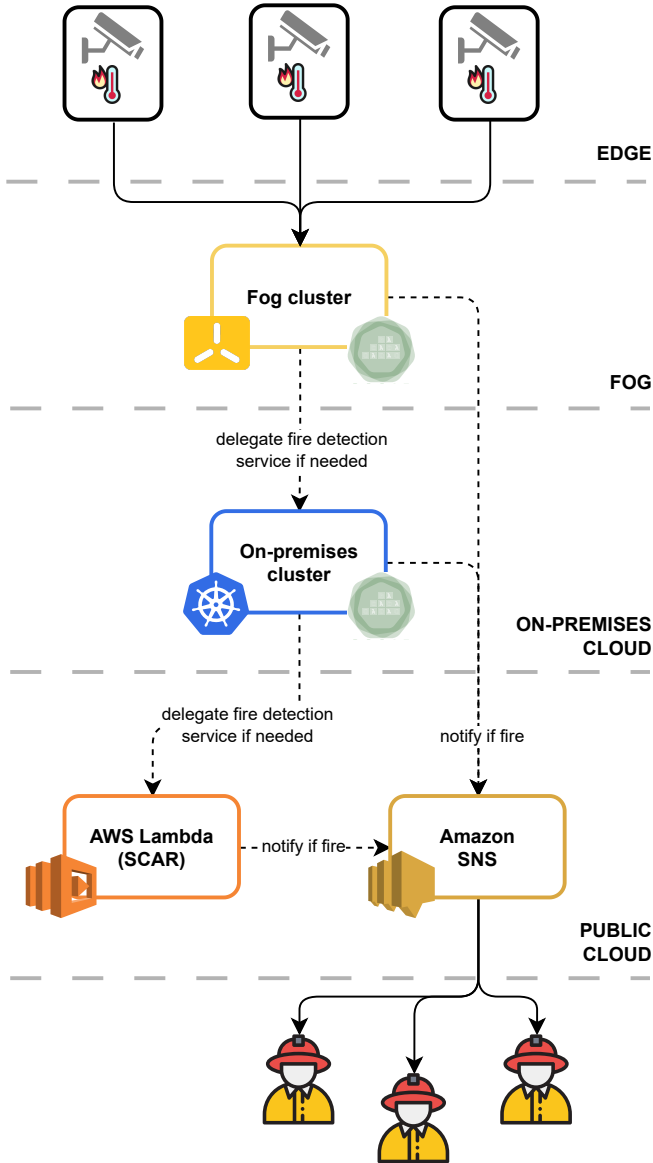 EDGE
Fog cluster
FOG
delegate fire detection
service if needed
On-premises
cluster
ON-PREMISES
CLOUD
delegate fire detection
service if needed
notify if fire
AWS Lambda
(SCAR)
notify if fire
Amazon
SNS
PUBLIC
CLOUD